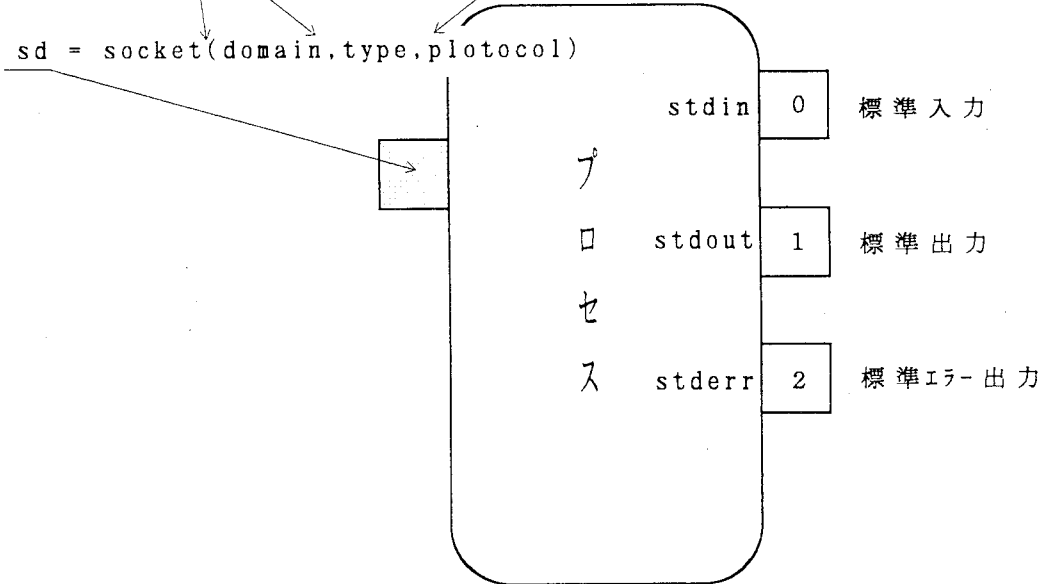 sd = socket(domain,type,plotocol)
stdin 0 標準入力
プロセス
stdout 1 標準出力
stderr 2 標準ｴﾗｰ出力